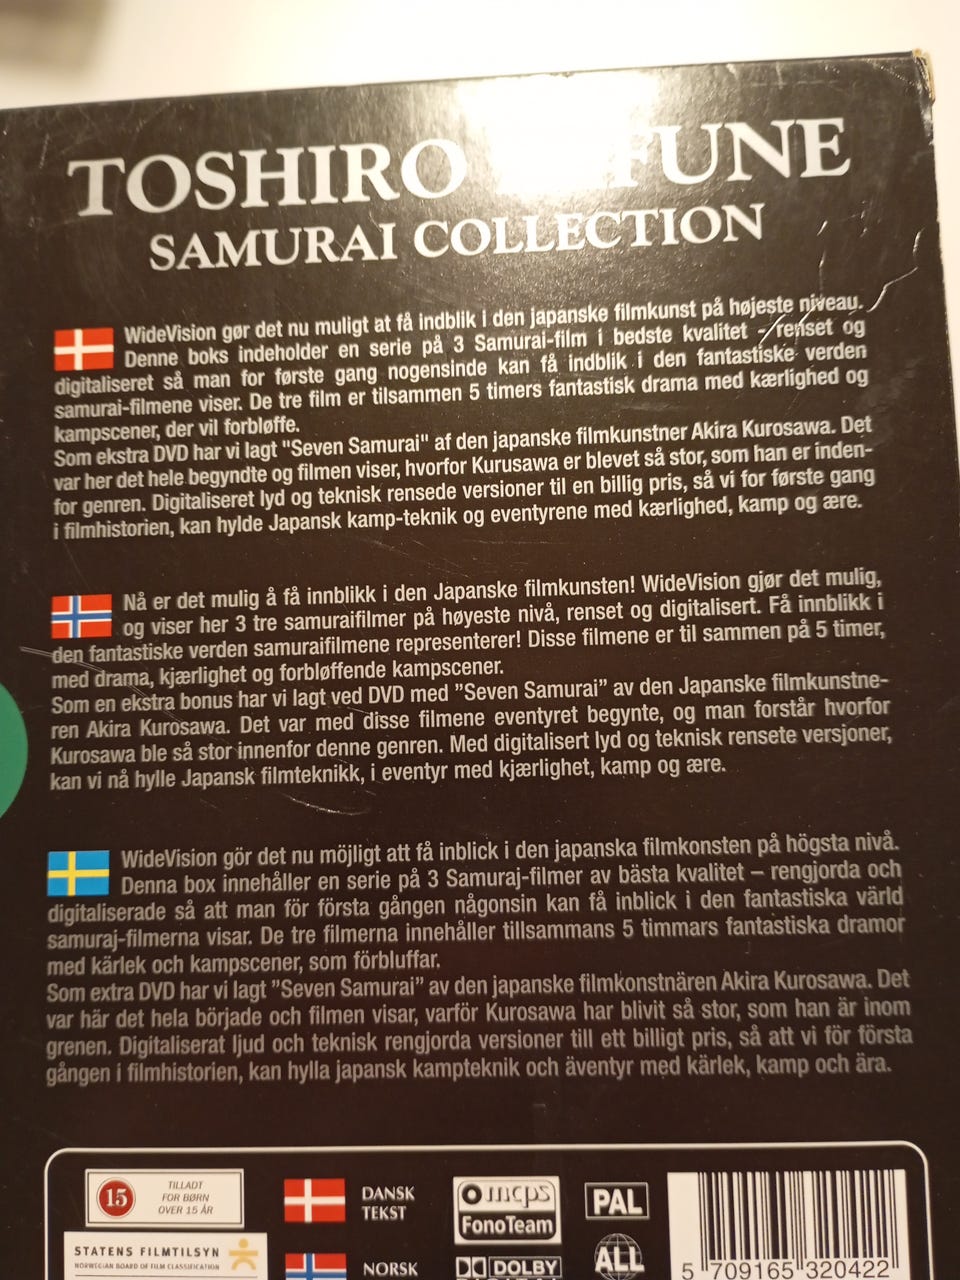 TOSHIRO FUNE
SAMURAI COLLECTION
WideVision gør det nu muligt at få indblik i den japanske filmkunst på højeste niveau.
Denne boks indeholder en serie på 3 Samurai-film i bedste kvalitet - renset og
digitaliseret så man for første gang nogensinde kan få indblik i den fantastiske verden
samurai-filmene viser. De tre film er tilsammen 5 timers fantastisk drama med kærlighed og
kampscener, der vil forbløffe.
Som ekstra DVD har vi lagt "Seven Samurai" af den japanske filmkunstner Akira Kurosawa. Det
var her det hele begyndte og filmen viser, hvorfor Kurusawa er blevet så stor, som han er inden-
for genren. Digitaliseret lyd og teknisk rensede versioner til en billig pris, så vi for første gang
i filmhistorien, kan hylde Japansk kamp-teknik og eventyrene med kærlighed, kamp og ære.
Nå er det mulig å få innblikk i den Japanske filmkunsten! WideVision gjør det mulig,
og viser her 3 tre samuraifilmer på høyeste nivå, renset og digitalisert. Få innblikk i
den fantastiske verden samuraifilmene representerer! Disse filmene er til sammen på 5 timer,
med drama, kjærlighet og forbløffende kampscener.
Som en ekstra bonus har vi lagt ved DVD med ”Seven Samurai” av den Japanske filmkunstne-
ren Akira Kurosawa. Det var med disse filmene eventyret begynte, og man forstår hvorfor
Kurosawa ble så stor innenfor denne genren. Med digitalisert lyd og teknisk rensete versjoner,
kan vi nå hylle Japansk filmteknikk, i eventyr med kjærlighet, kamp og ære.
WideVision gör det nu möjligt att få inblick i den japanska filmkonsten på högsta nivå.
Denna box innehåller en serie på 3 Samuraj-filmer av bästa kvalitet – rengjorda och
digitaliserade så att man för första gången någonsin kan få inblick i den fantastiska värld
samuraj-filmerna visar. De tre filmerna innehåller tillsammans 5 timmars fantastiska dramor
med kärlek och kampscener, som förbluffar.
Som extra DVD har vi lagt ”Seven Samurai” av den japanske filmkonstnären Akira Kurosawa. Det
var här det hela började och filmen visar, varför Kurosawa har blivit så stor, som han är inom
grenen. Digitaliserat ljud och teknisk rengjorda versioner till ett billigt pris, så att vi för första
gången i filmhistorien, kan hylla japansk kampteknik och äventyr med kärlek, kamp och ära.
15
TILLADT
FOR BØRN
OVER 15 ÅR
STATENS FILMTILSYN
NORWEGIAN BOARD OF FILM CLASSIFICATION
DANSK
TEKST
NORSK
mcps
FonoTeam
DOLBY
PAL
ALL
5 709165 320422